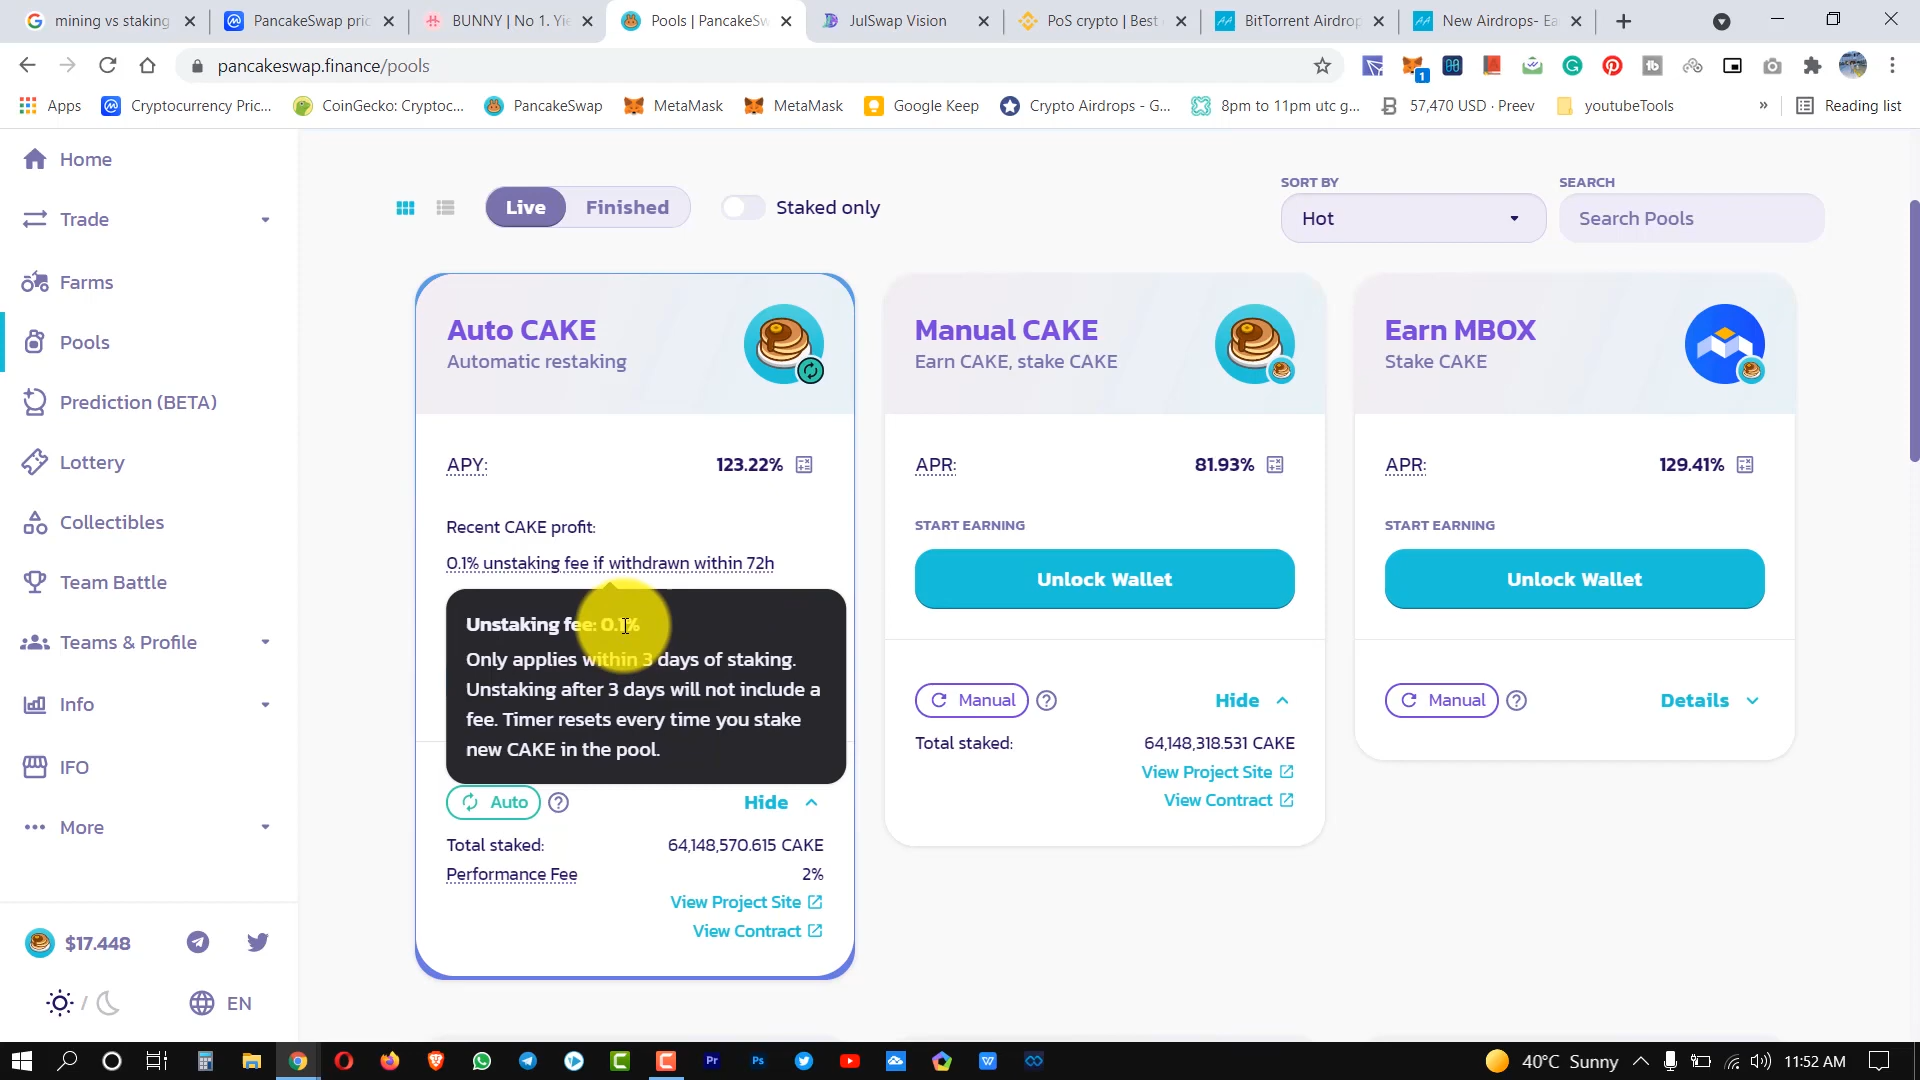 mining vs staking
PancakeSwap pric
BUNNY | No 1. Yie
Pools | PancakeSw
JulSwap Vision
PoS crypto | Best
BitTorrent Airdrop
New Airdrops- Ea
pancakeswap.finance/pools
1
Apps
Cryptocurrency Pric...
CoinGecko: Cryptoc...
PancakeSwap
MetaMask
MetaMask
Google Keep
Crypto Airdrops - G...
8pm to 11pm utc g...
57,470 USD · Preev
youtubeTools
»
Reading list
Home
Trade
Farms
Pools
Prediction (BETA)
Lottery
Collectibles
Team Battle
Teams & Profile
Info
IFO
More
$17.448
/
EN
Live
Finished
Staked only
SORT BY
Hot
SEARCH
Search Pools
Auto CAKE
Automatic restaking
APY:
123.22%
Recent CAKE profit:
0.1% unstaking fee if withdrawn within 72h
Unstaking fee: 0.1%
Only applies within 3 days of staking.
Unstaking after 3 days will not include a
fee. Timer resets every time you stake
new CAKE in the pool.
Auto
Hide
Total staked:
64,148,570.615 CAKE
Performance Fee
2%
View Project Site
View Contract
Manual CAKE
Earn CAKE, stake CAKE
APR:
81.93%
START EARNING
Unlock Wallet
Manual
Hide
Total staked:
64,148,318.531 CAKE
View Project Site
View Contract
Earn MBOX
Stake CAKE
APR:
129.41%
START EARNING
Unlock Wallet
Manual
Details
Pr
Ps
40°C Sunny
11:52 AM